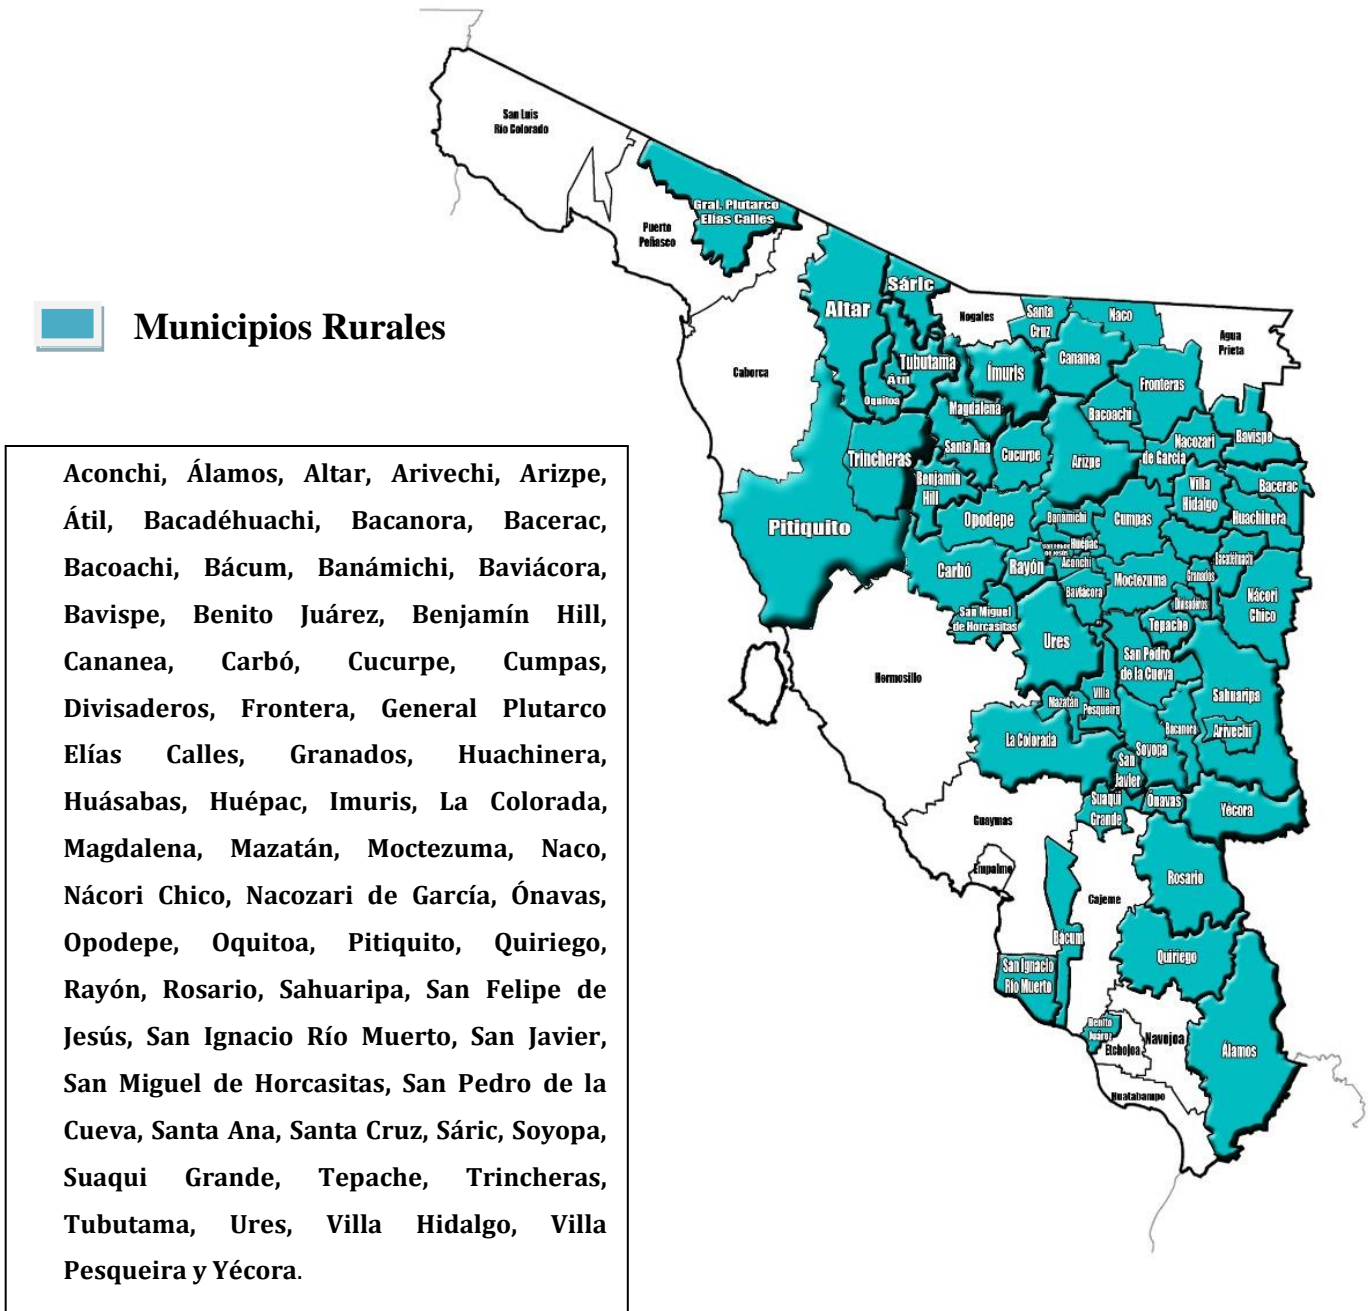 Municipios Rurales
Aconchi, Álamos, Altar, Arivechi, Arizpe,
Átil, Bacadéhuachi, Bacanora, Bacerac,
Bacoachi, Bácum, Banámichi, Baviácora,
Bavispe, Benito Juárez, Benjamín Hill,
Cananea, Carbó, Cucurpe, Cumpas,
Divisaderos, Frontera, General Plutarco
Elías Calles, Granados, Huachinera,
Huásabas, Huépac, Imuris, La Colorada,
Magdalena, Mazatán, Moctezuma, Naco,
Nácori Chico, Nacozari de García, Ónavas,
Opodepe, Oquitoa, Pitiquito, Quiriego,
Rayón, Rosario, Sahuaripa, San Felipe de
Jesús, San Ignacio Río Muerto, San Javier,
San Miguel de Horcasitas, San Pedro de la
Cueva, Santa Ana, Santa Cruz, Sáric, Soyopa,
Suaqui Grande, Tepache, Trincheras,
Tubutama, Ures, Villa Hidalgo, Villa
Pesqueira y Yécora.
San Luis
Río Colorado
Gral. Plutarco
Elías Calles
Puerto
Peñasco
Sáric
Altar
Nogales
Santa
Cruz
Naco
Agua
Prieta
Caborca
Tubutama
Átil
Oquitoa
Ímuris
Cananea
Fronteras
Magdalena
Bacoachi
Santa Ana
Cucurpe
Arizpe
Nacozari
de García
Bavispe
Trincheras
Benjamín
Hill
Villa
Hidalgo
Bacerac
Huachinera
Pitiquito
Opodepe
Banámichi
Cumpas
Huépac
de Jesús
Aconchi
Carbó
Rayón
Baviácora
Moctezuma
Granados
Bacadéhuachi
Nácori
Chico
Divisaderos
Tepache
San Miguel
de Horcasitas
Ures
San Pedro
de la Cueva
Hermosillo
Mazatán
Villa
Pesqueira
Sahuaripa
Bacanora
Arivechi
La Colorada
Soyopa
San
Javier
Suaqui
Grande
Ónavas
Yécora
Guaymas
Empalme
Cajeme
Rosario
Bácum
Quiriego
San Ignacio
Río Muerto
Benito
Juárez
Etchojoa
Navojoa
Álamos
Huatabampo